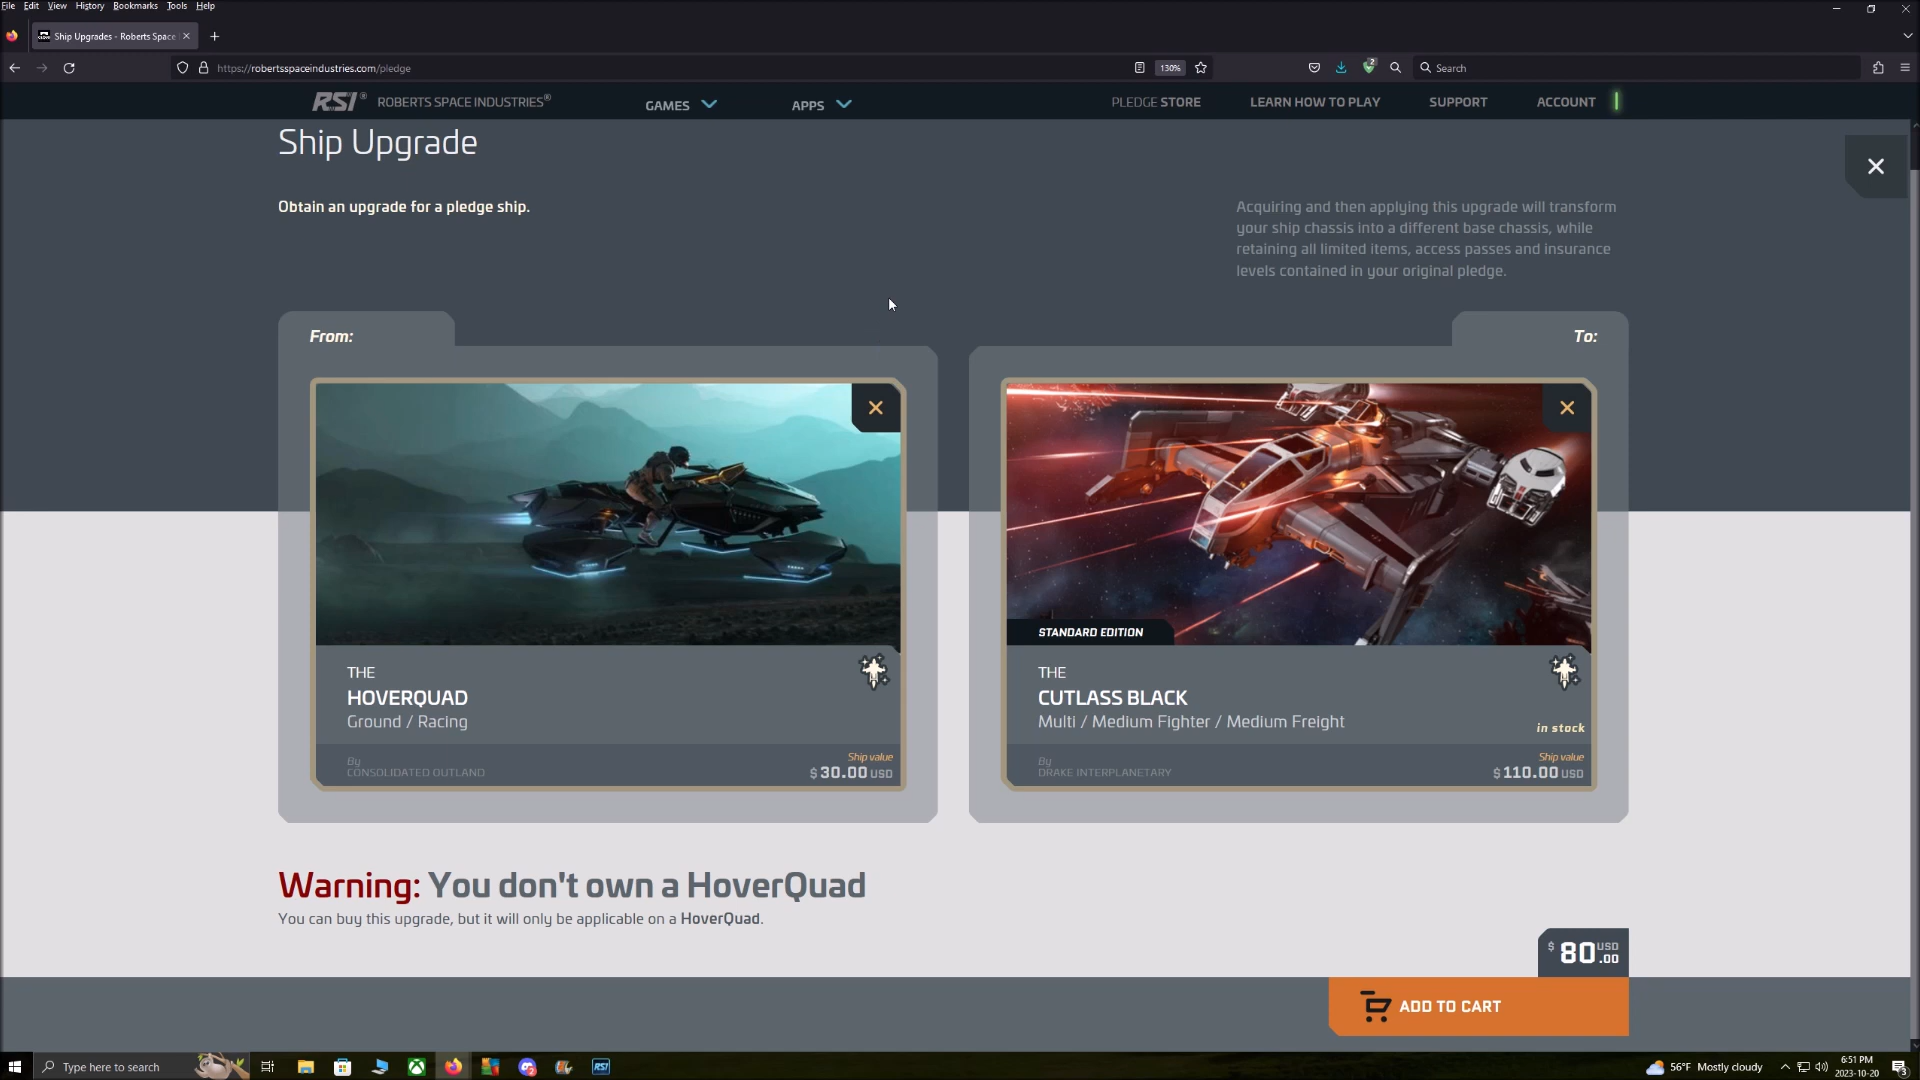 File Edit View History Bookmarks Tools Help
Ship Upgrades - Roberts Space
https://robertsspaceindustries.com/pledge
130%
2
Search
RSI® ROBERTS SPACE INDUSTRIES®
GAMES
APPS
PLEDGE STORE
LEARN HOW TO PLAY
SUPPORT
ACCOUNT
Ship Upgrade
Obtain an upgrade for a pledge ship.
Acquiring and then applying this upgrade will transform
your ship chassis into a different base chassis, while
retaining all limited items, access passes and insurance
levels contained in your original pledge.
From:
THE
HOVERQUAD
Ground / Racing
By
CONSOLIDATED OUTLAND
Ship value
$ 30.00 USD
To:
STANDARD EDITION
THE
CUTLASS BLACK
Multi / Medium Fighter / Medium Freight
in stock
By
DRAKE INTERPLANETARY
Ship value
$ 110.00 USD
Warning: You don't own a HoverQuad
You can buy this upgrade, but it will only be applicable on a HoverQuad.
$ 80 USD .00
ADD TO CART
Type here to search
RSI
56°F Mostly cloudy
6:51 PM
2023-10-20
3